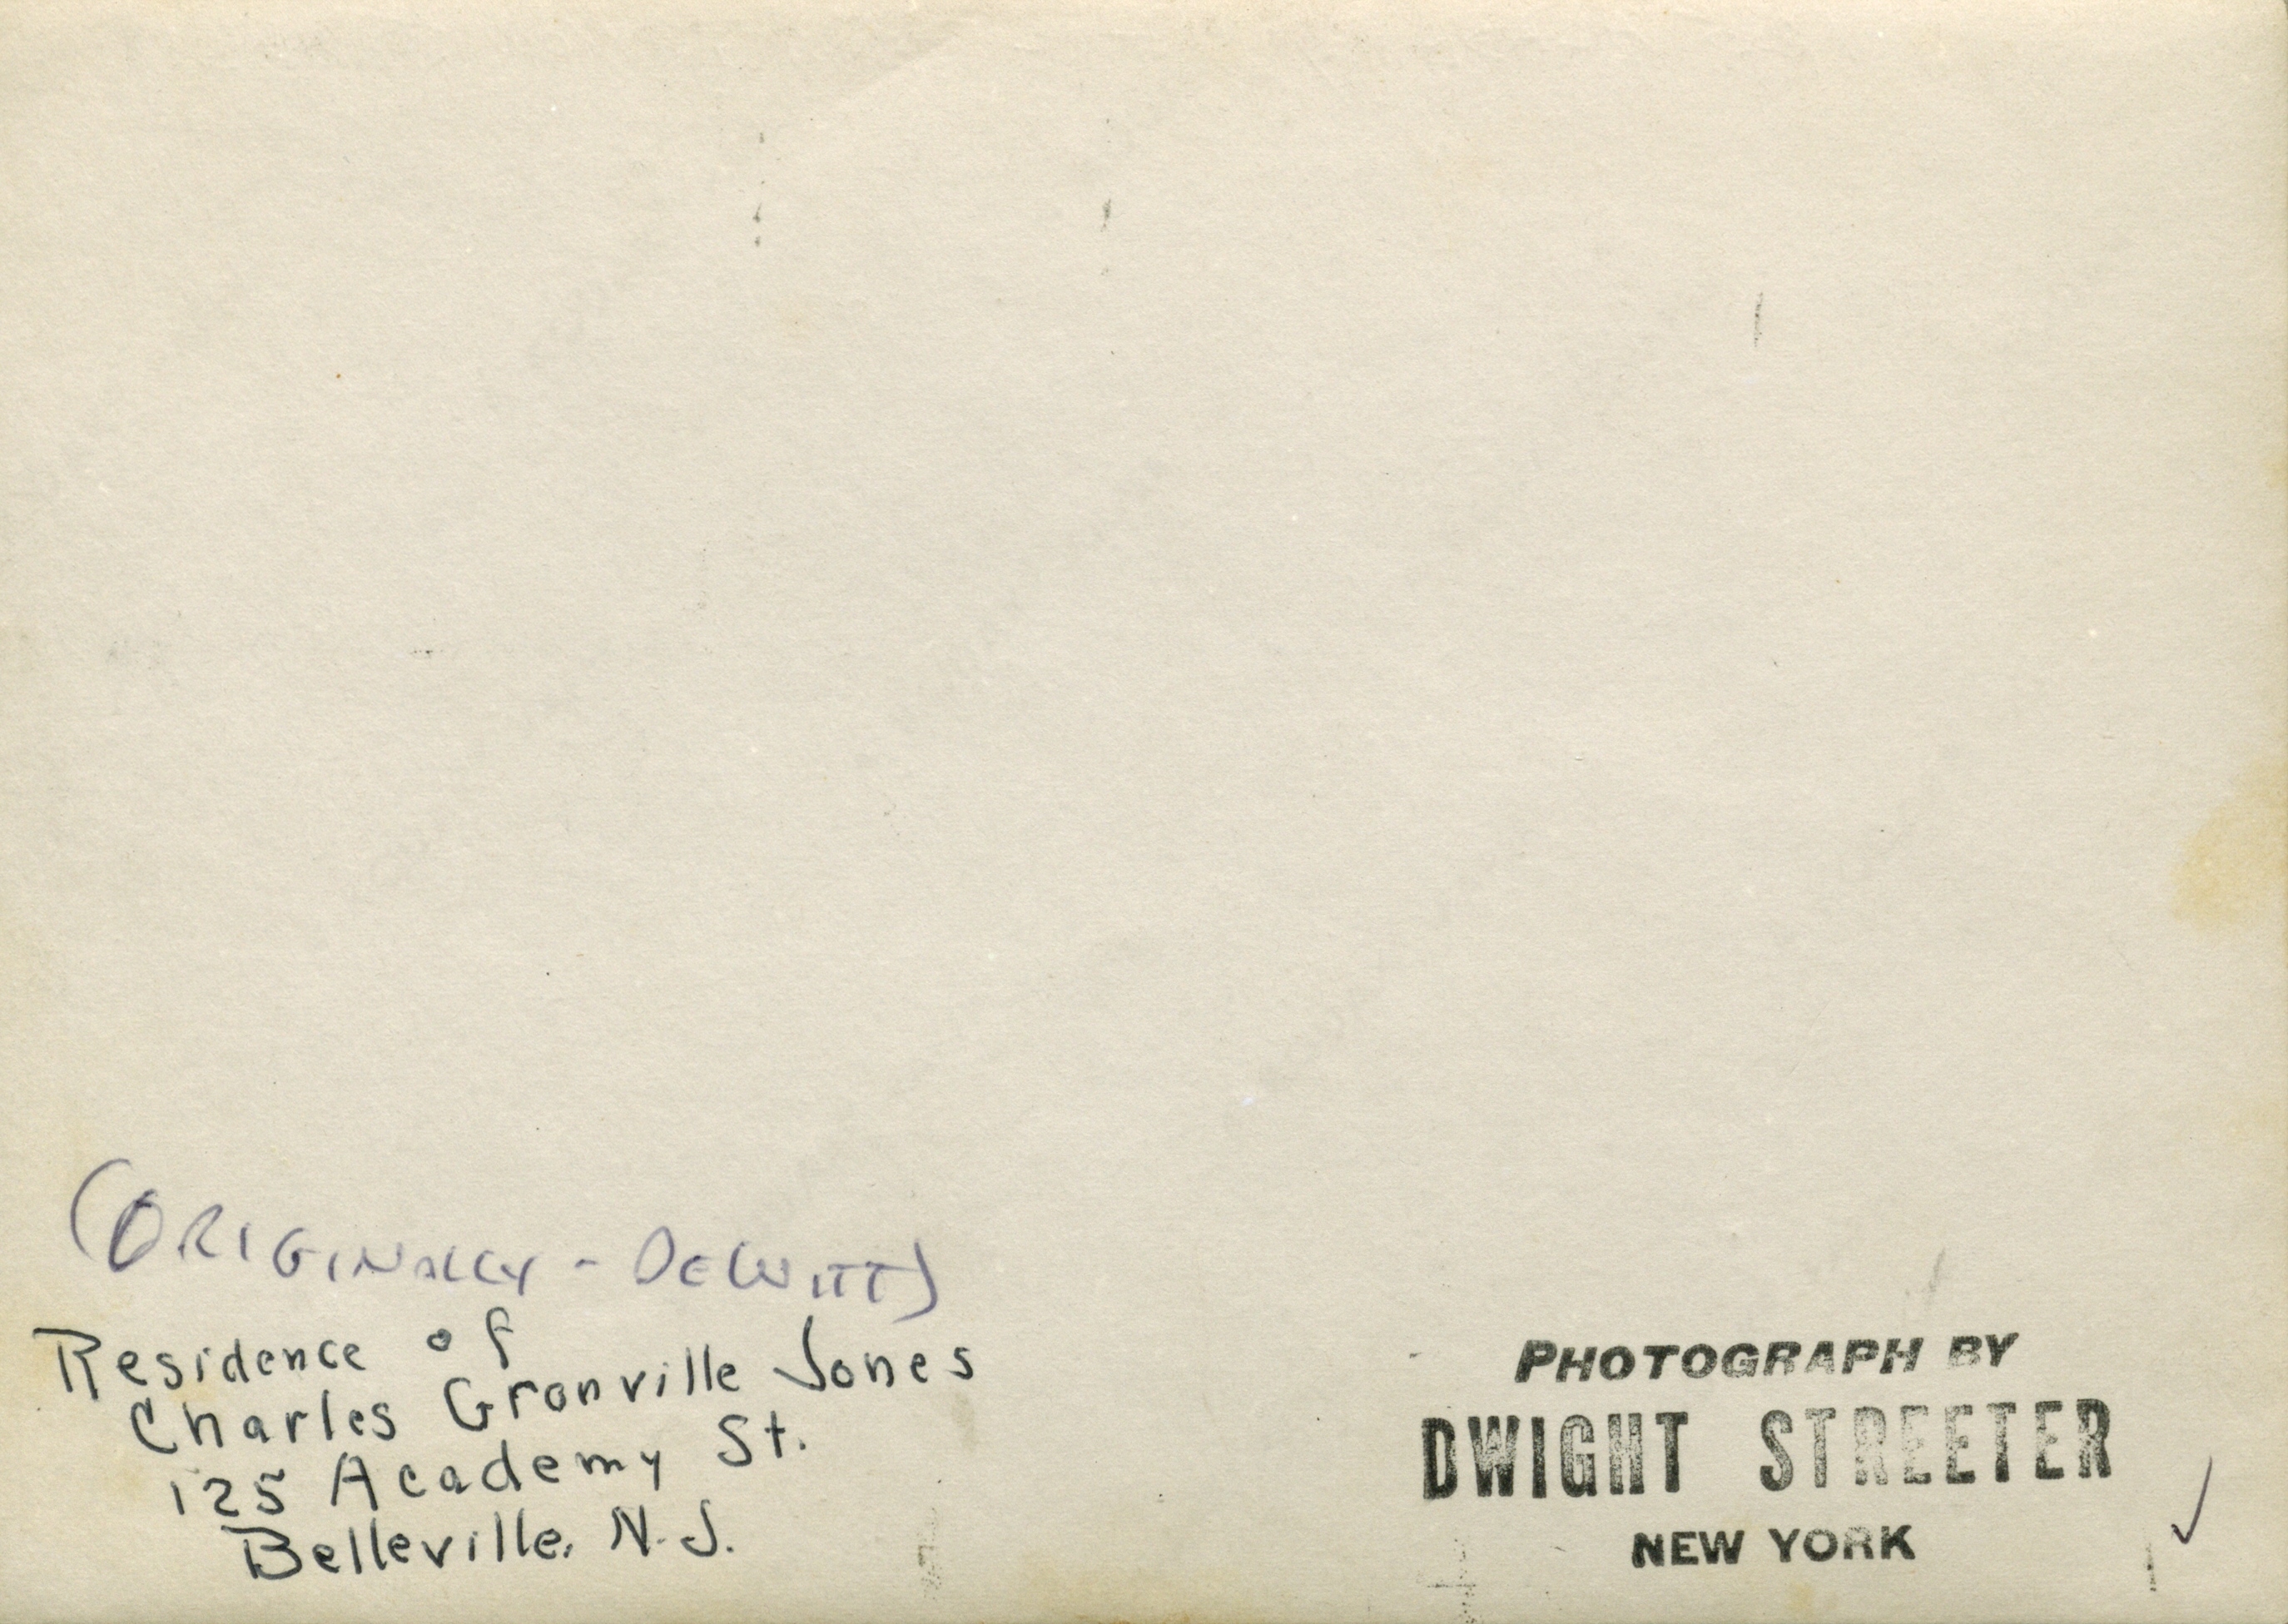 (ORIGINALLY - DEWITT)
Residence of
Charles Granville Jones
125 Academy St.
Belleville, N.J.
PHOTOGRAPH BY
DWIGHT STREETER
NEW YORK